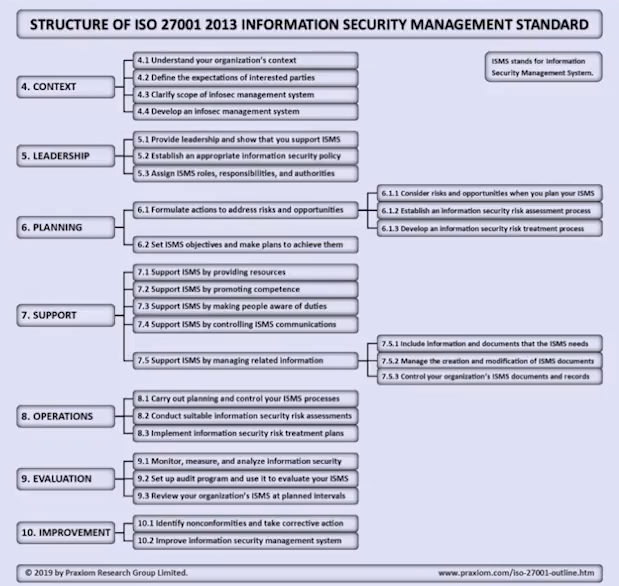 STRUCTURE OF ISO 27001 2013 INFORMATION SECURITY MANAGEMENT STANDARD
ISMS stands for Information
Security Management System.
4. CONTEXT
4.1 Understand your organization's context
4.2 Define the expectations of interested parties
4.3 Clarify scope of infosec management system
4.4 Develop an infosec management system
5. LEADERSHIP
5.1 Provide leadership and show that you support ISMS
5.2 Establish an appropriate information security policy
5.3 Assign ISMS roles, responsibilities, and authorities
6. PLANNING
6.1 Formulate actions to address risks and opportunities
6.1.1 Consider risks and opportunities when you plan your ISMS
6.1.2 Establish an information security risk assessment process
6.1.3 Develop an information security risk treatment process
6.2 Set ISMS objectives and make plans to achieve them
7. SUPPORT
7.1 Support ISMS by providing resources
7.2 Support ISMS by promoting competence
7.3 Support ISMS by making people aware of duties
7.4 Support ISMS by controlling ISMS communications
7.5 Support ISMS by managing related information
7.5.1 Include information and documents that the ISMS needs
7.5.2 Manage the creation and modification of ISMS documents
7.5.3 Control your organization's ISMS documents and records
8. OPERATIONS
8.1 Carry out planning and control your ISMS processes
8.2 Conduct suitable information security risk assessments
8.3 Implement information security risk treatment plans
9. EVALUATION
9.1 Monitor, measure, and analyze information security
9.2 Set up audit program and use it to evaluate your ISMS
9.3 Review your organization's ISMS at planned intervals
10. IMPROVEMENT
10.1 Identify nonconformities and take corrective action
10.2 Improve information security management system
© 2019 by Praxiom Research Group Limited.
www.praxiom.com/iso-27001-outline.htm